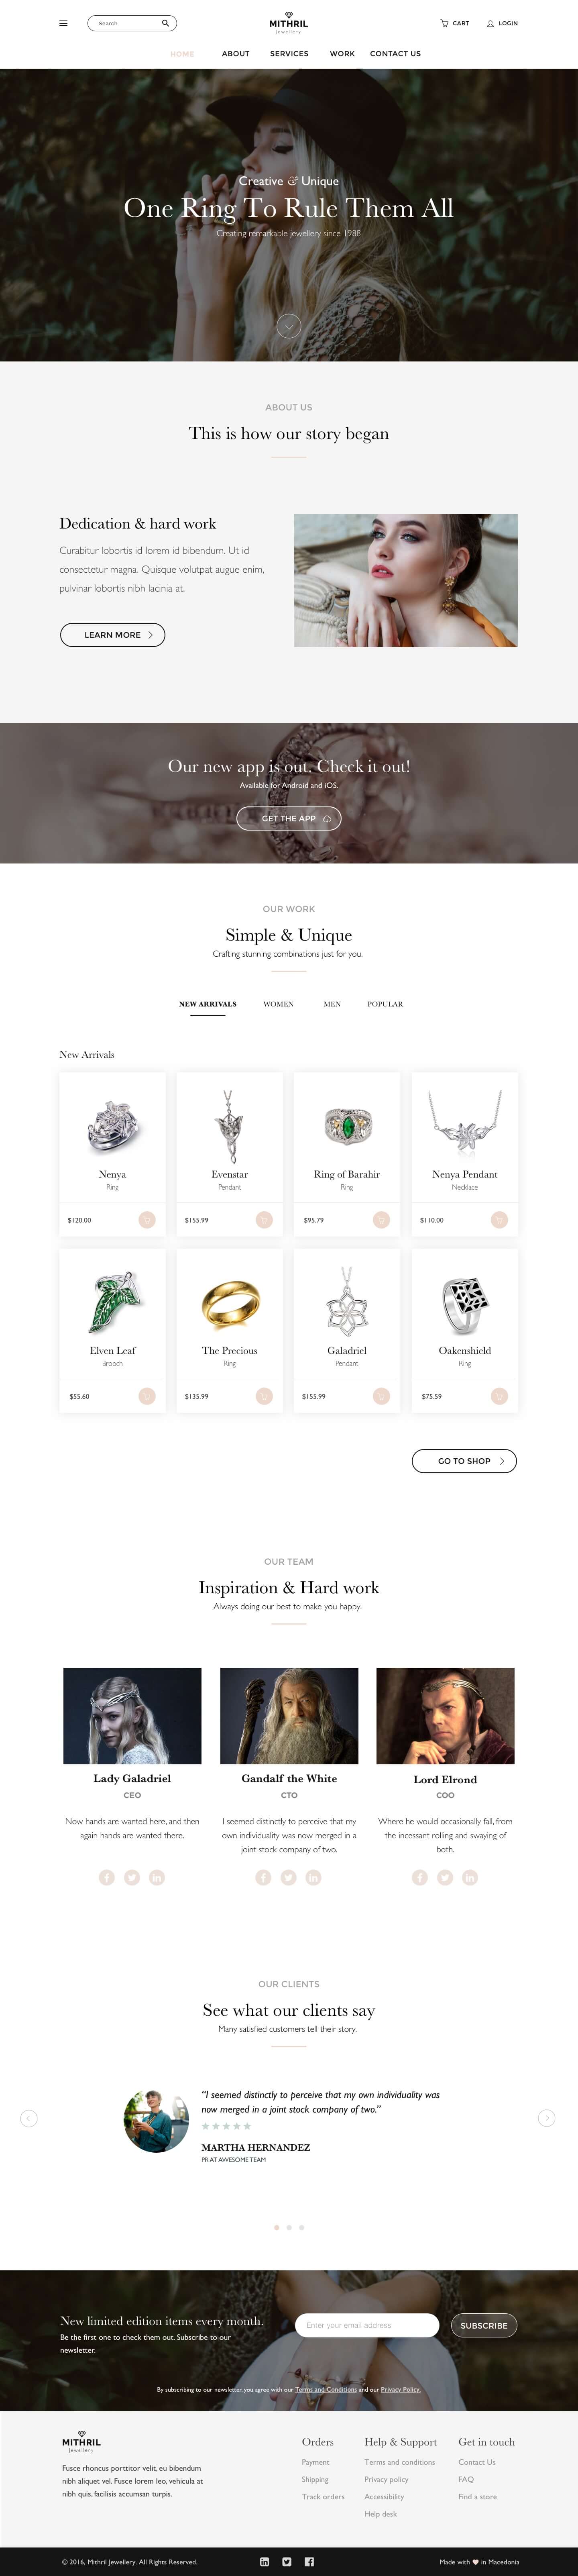 Search
MITHRIL
Jewellery
CART
LOGIN
HOME
ABOUT
SERVICES
WORK
CONTACT US
Creative & Unique
One Ring To Rule Them All
Creating remarkable jewellery since 1988
ABOUT US
This is how our story began
Dedication & hard work
Curabitur lobortis id lorem id bibendum. Ut id
consectetur magna. Quisque volutpat augue enim,
pulvinar lobortis nibh lacinia at.
LEARN MORE
Our new app is out. Check it out!
Available for Android and iOS.
GET THE APP
OUR WORK
Simple & Unique
Crafting stunning combinations just for you.
NEW ARRIVALS
WOMEN
MEN
POPULAR
New Arrivals
Nenya
Ring
$120.00
Evenstar
Pendant
$155.99
Ring of Barahir
Ring
$95.79
Nenya Pendant
Necklace
$110.00
Elven Leaf
Brooch
$55.60
The Precious
Ring
$135.99
Galadriel
Pendant
$155.99
Oakenshield
Ring
$75.59
GO TO SHOP
OUR TEAM
Inspiration & Hard work
Always doing our best to make you happy.
Lady Galadriel
CEO
Now hands are wanted here, and then
again hands are wanted there.
Gandalf the White
CTO
I seemed distinctly to perceive that my
own individuality was now merged in a
joint stock company of two.
Lord Elrond
COO
Where he would occasionally fall, from
the incessant rolling and swaying of
both.
OUR CLIENTS
See what our clients say
Many satisfied customers tell their story.
"I seemed distinctly to perceive that my own individuality was
now merged in a joint stock company of two."
MARTHA HERNANDEZ
PR AT AWESOME TEAM
New limited edition items every month.
Be the first one to check them out. Subscribe to our
newsletter.
Enter your email address
SUBSCRIBE
By subscribing to our newsletter, you agree with our Terms and Conditions and our Privacy Policy.
MITHRIL
Jewellery
Fusce rhoncus porttitor velit, eu bibendum
nibh aliquet vel. Fusce lorem leo, vehicula at
nibh quis, facilisis accumsan turpis.
Orders
Payment
Shipping
Track orders
Help & Support
Terms and conditions
Privacy policy
Accessibility
Help desk
Get in touch
Contact Us
FAQ
Find a store
© 2016, Mithril Jewellery. All Rights Reserved.
Made with ❤ in Macedonia